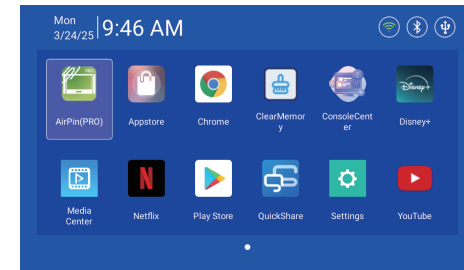 Mon
3/24/25
9:46 AM
PRO
Disney+
AirPin(PRO)
Appstore
Chrome
ClearMemor
y
ConsoleCent
er
Disney+
N
Media
Center
Netflix
Play Store
QuickShare
Settings
YouTube